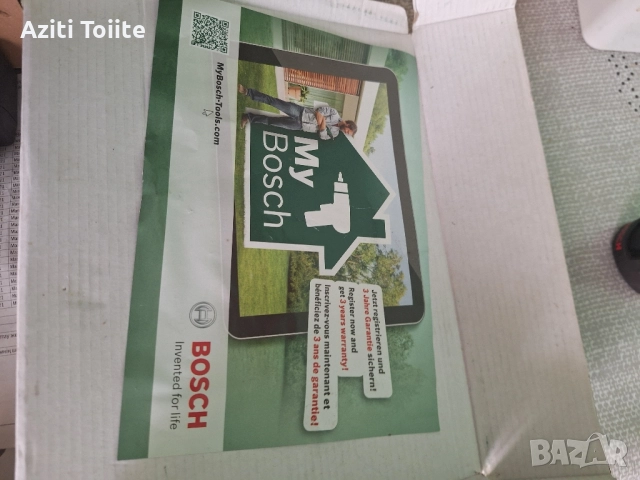 Aziti Toiite
MyBosch-Tools.com
My
Bosch
Jetzt registrieren und
3 Jahre Garantie sichern!
Register now and
get 3 years warranty!
Inscrivez-vous maintenant et
bénéficiez de 3 ans de garantie!
BOSCH
Invented for life
BAZAR